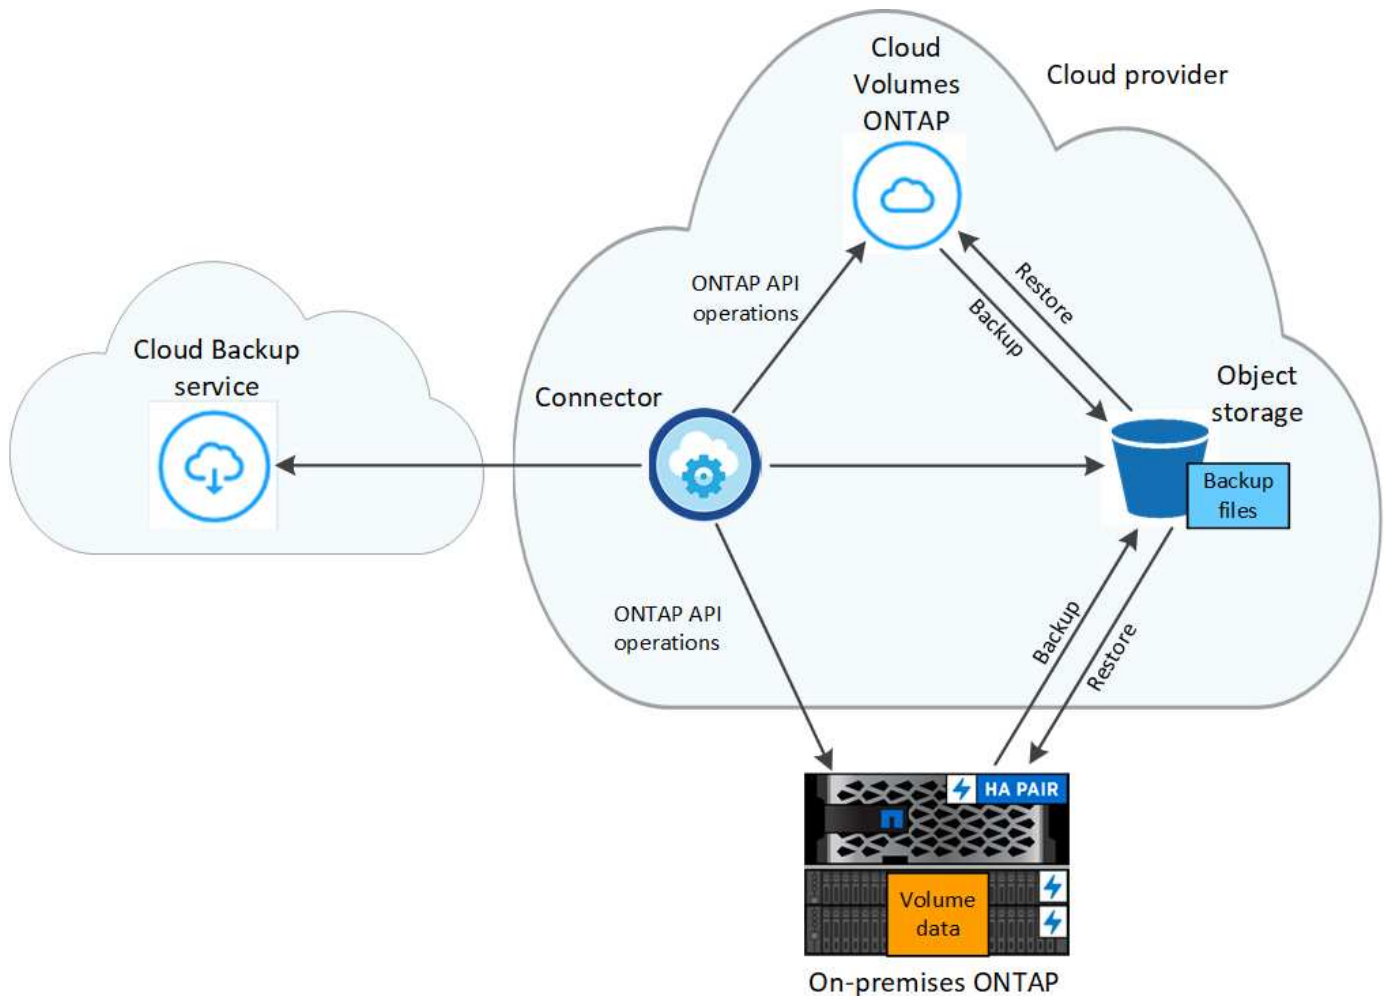 Cloud
Volumes
ONTAP
Cloud provider
ONTAP API
operations
Restore
Backup
Cloud Backup
service
Connector
Object
storage
Backup
files
ONTAP API
operations
Backup
Restore
HA PAIR
Volume
data
On-premises ONTAP